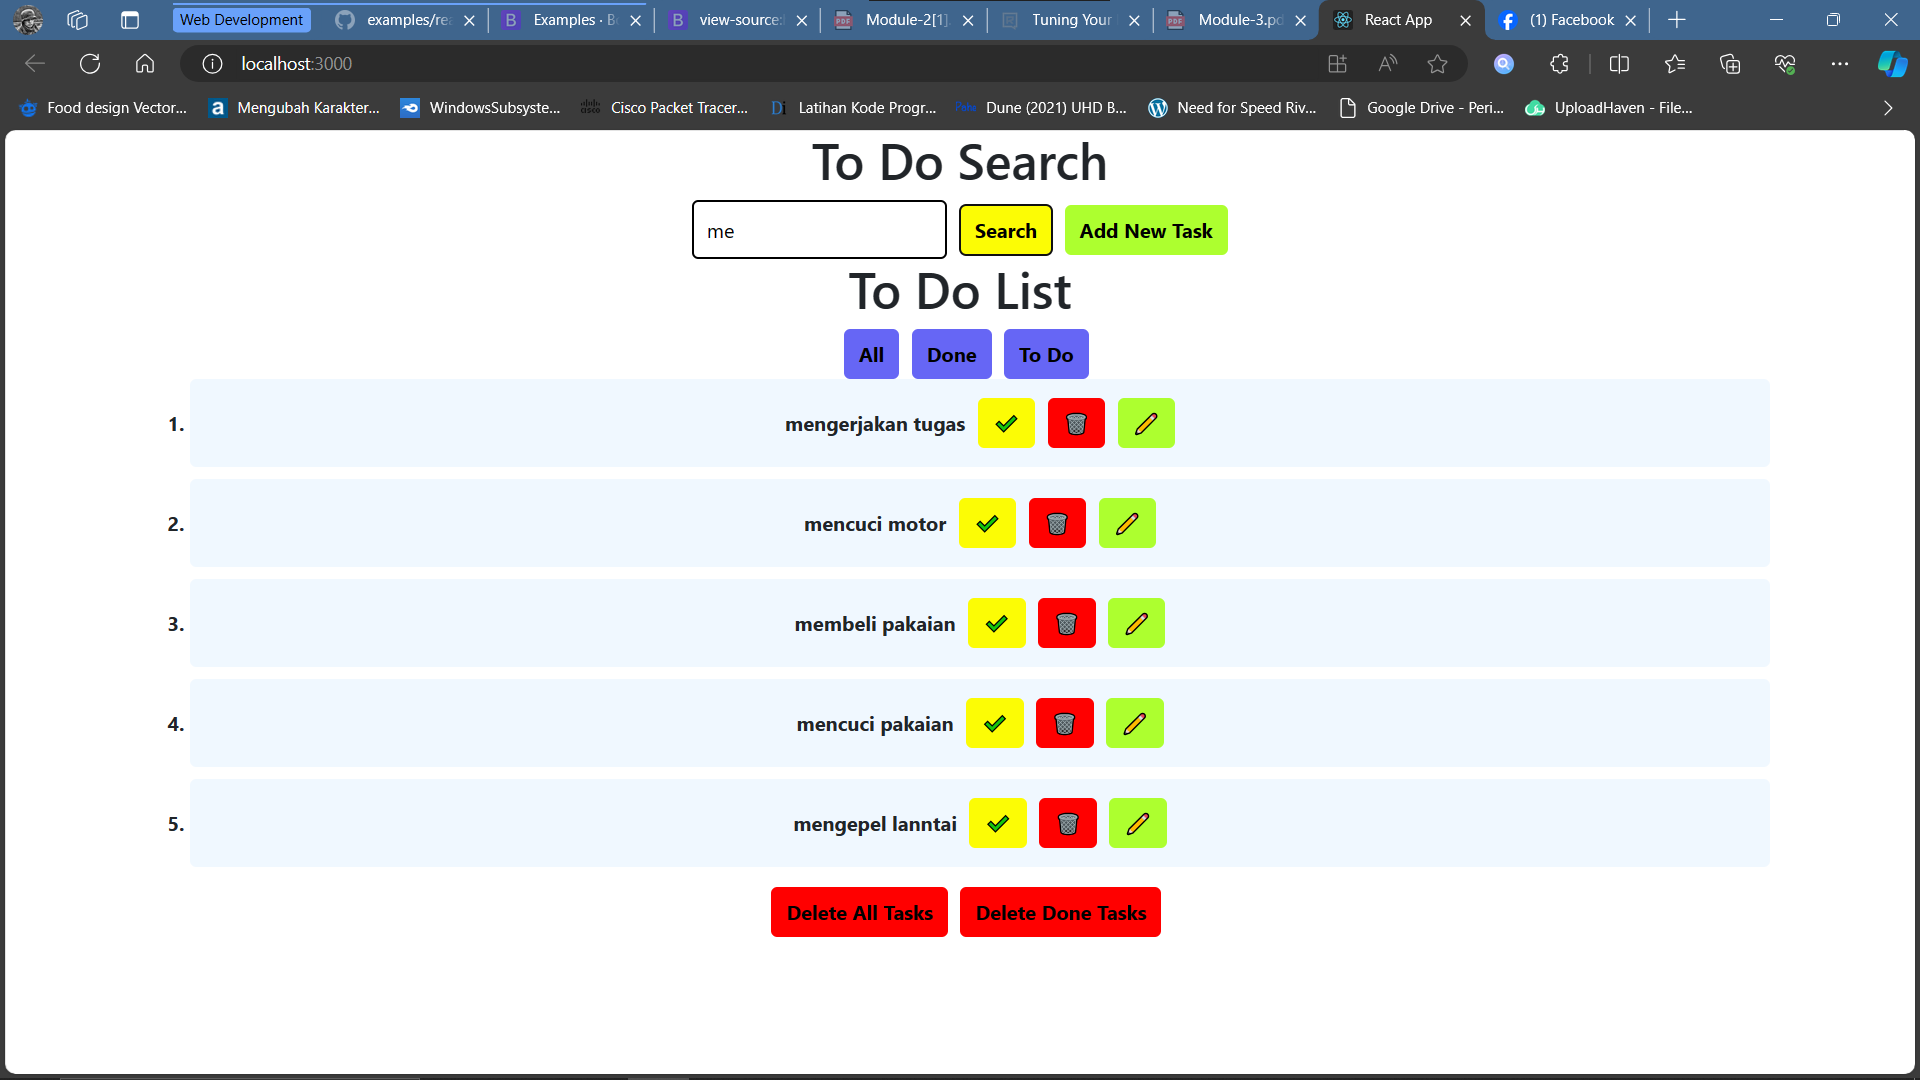 Web Development
examples/re
Examples · B
view-source:
Module-2[1]
Tuning Your
Module-3.pd
React App
(1) Facebook
localhost:3000
Food design Vector...
Mengubah Karakter...
WindowsSubsyste...
Cisco Packet Tracer...
Latihan Kode Progr...
Dune (2021) UHD B...
Need for Speed Riv...
Google Drive - Peri...
UploadHaven - File...
To Do Search
me
Search
Add New Task
To Do List
All
Done
To Do
1. mengerjakan tugas
2. mencuci motor
3. membeli pakaian
4. mencuci pakaian
5. mengepel lanntai
Delete All Tasks
Delete Done Tasks